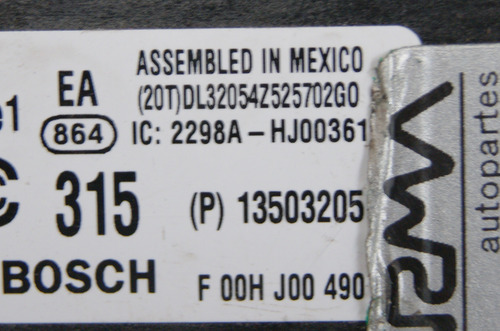 ASSEMBLED IN MEXICO
EA
(20T)DL32054Z525702G0
864
IC: 2298A-HJ00361
315
(P) 13503205
BOSCH
F 00H J00 490
autopartes